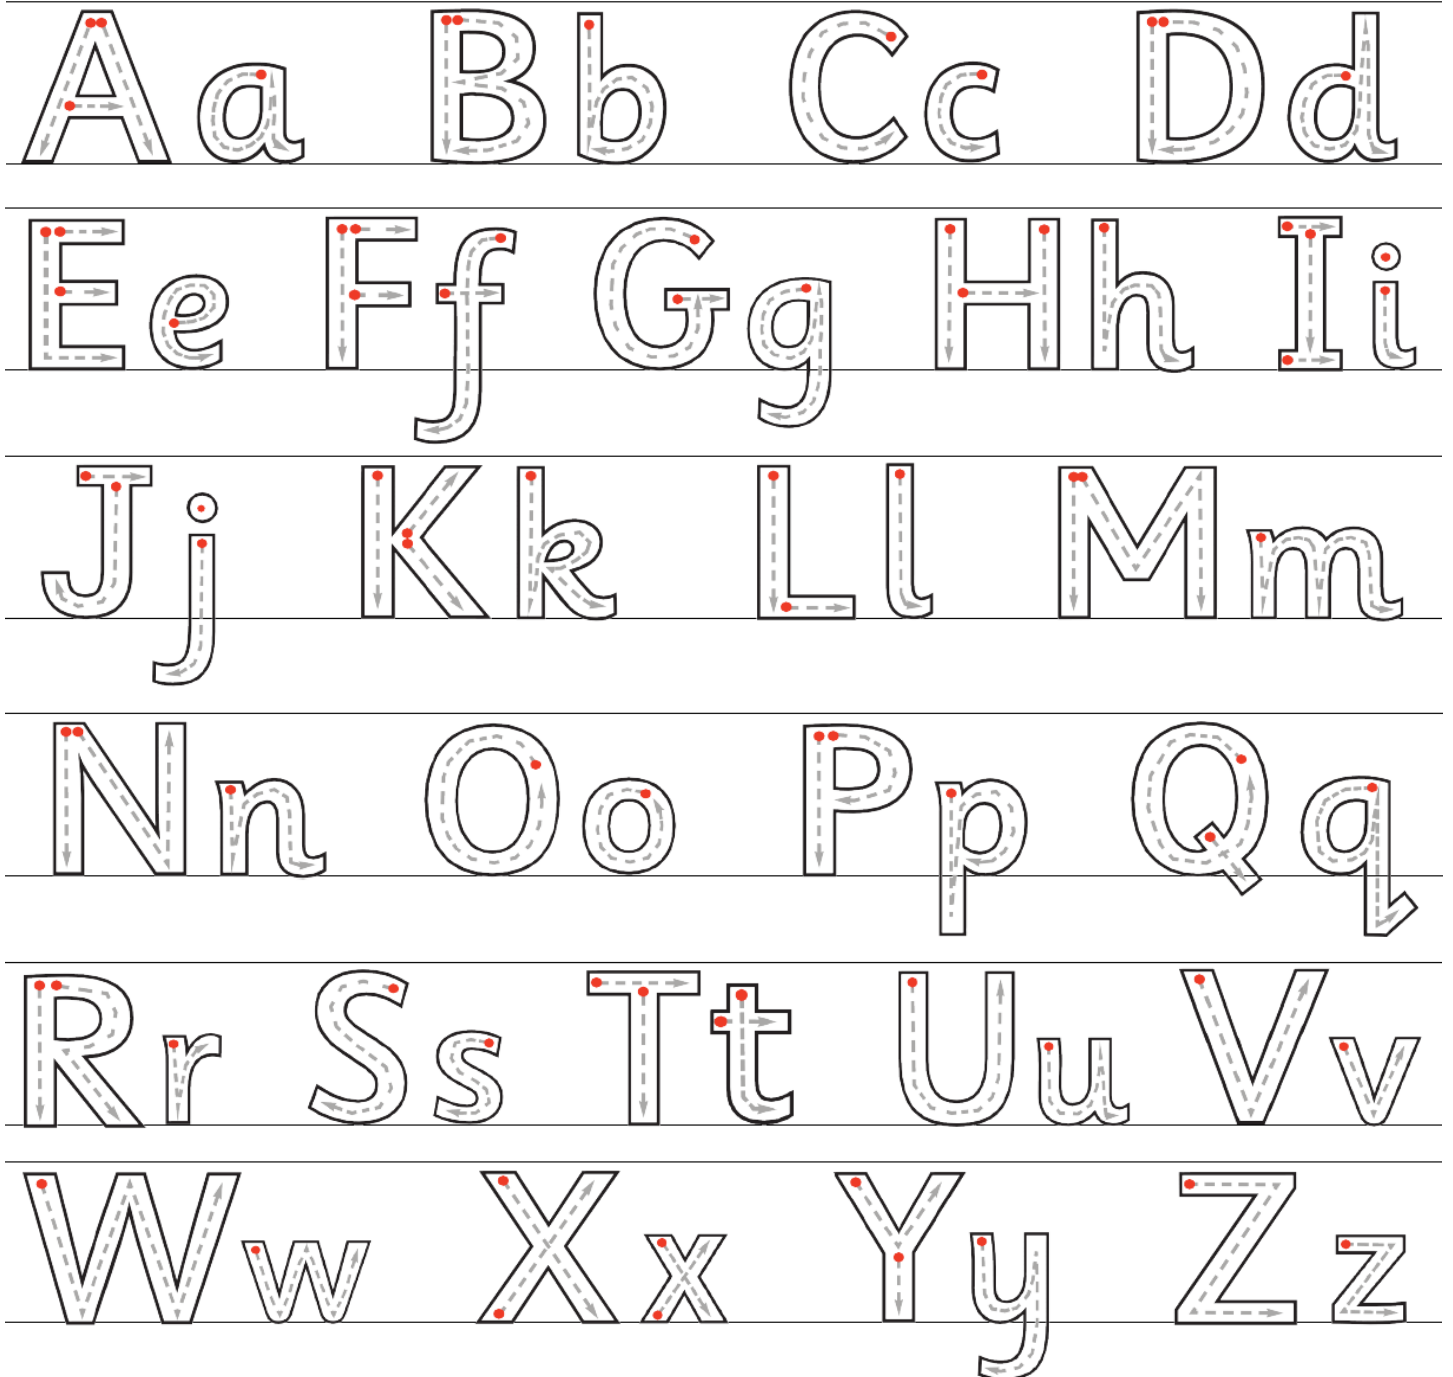 Aa Bb Cc Dd
Ee Ff Gg Hh Ii
Jj Kk Ll Mm
Nn Oo Pp Qq
Rr Ss Tt Uu Vv
Ww Xx Yy Zz